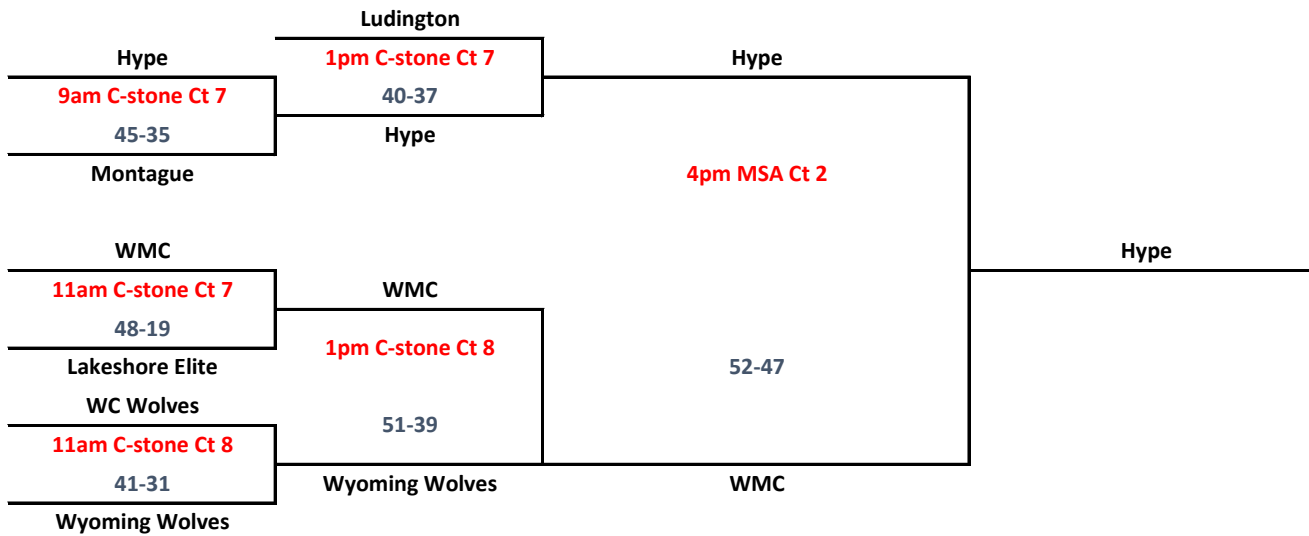 Ludington
Hype
1pm C-stone Ct 7
Hype
9am C-stone Ct 7
40-37
45-35
Hype
Montague
4pm MSA Ct 2
WMC
Hype
11am C-stone Ct 7
WMC
48-19
1pm C-stone Ct 8
Lakeshore Elite
52-47
WC Wolves
51-39
11am C-stone Ct 8
41-31
Wyoming Wolves
WMC
Wyoming Wolves